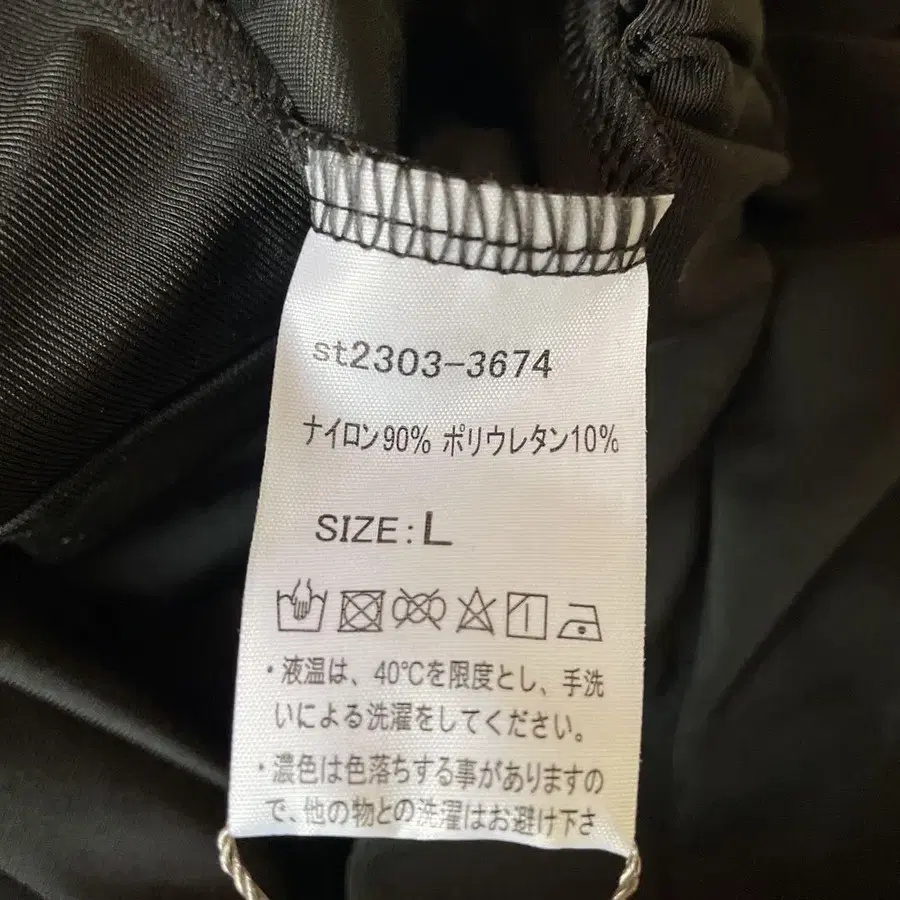 st2303-3674
ナイロン90% ポリウレタン10%
SIZE:L
・液温は、40℃を限度とし、手洗
いによる洗濯をしてください。
・濃色は色落ちする事がありますの
で、他の物との洗濯はお避け下さ